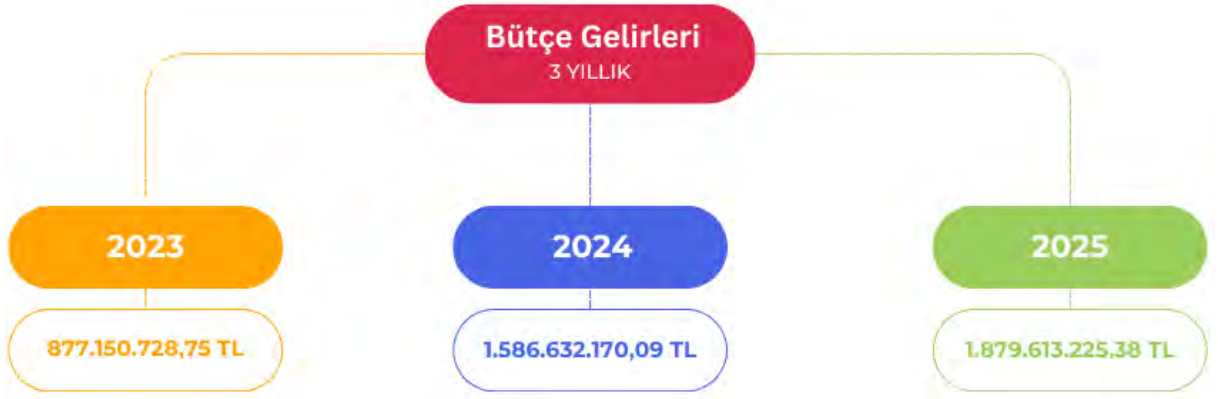 Bütçe Gelirleri
3 YILLIK
2023
2024
2025
877.150.728,75 TL
1.586.632.170,09 TL
1.879.613.225,38 TL